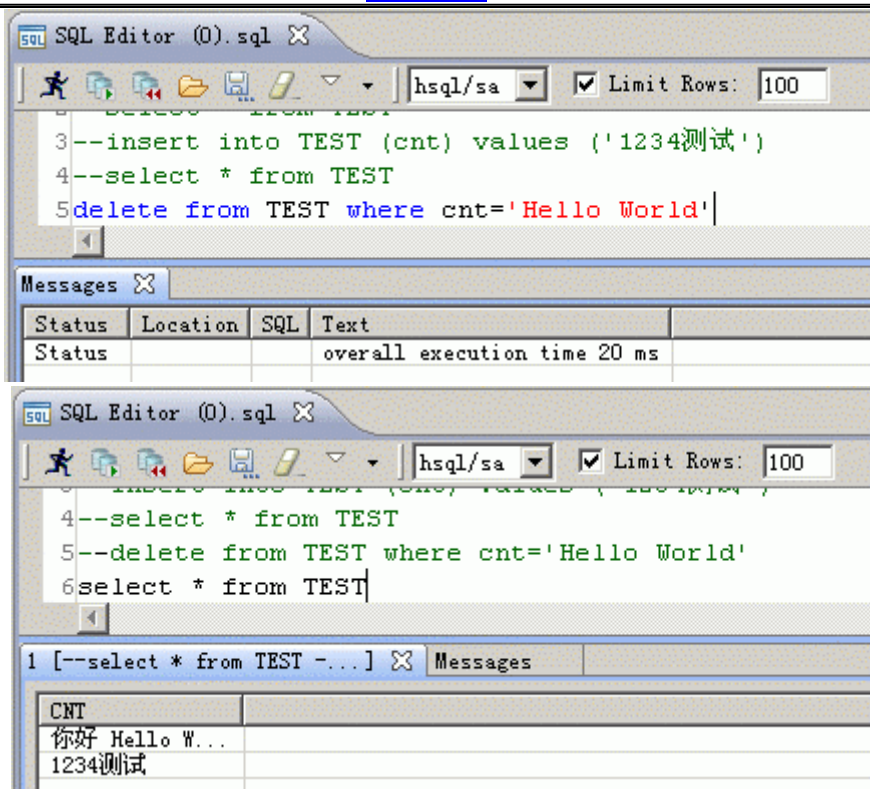 SQL Editor (0).sql
hsql/sa Limit Rows: 100
3 --insert into TEST (cnt) values ('1234测试')
4 --select * from TEST
5 delete from TEST where cnt='Hello World'
Messages
Status Location SQL Text
Status overall execution time 20 ms
SQL Editor (0).sql
hsql/sa Limit Rows: 100
4 --select * from TEST
5 --delete from TEST where cnt='Hello World'
6 select * from TEST
1 [--select * from TEST -...] Messages
CNT
你好 Hello W...
1234测试